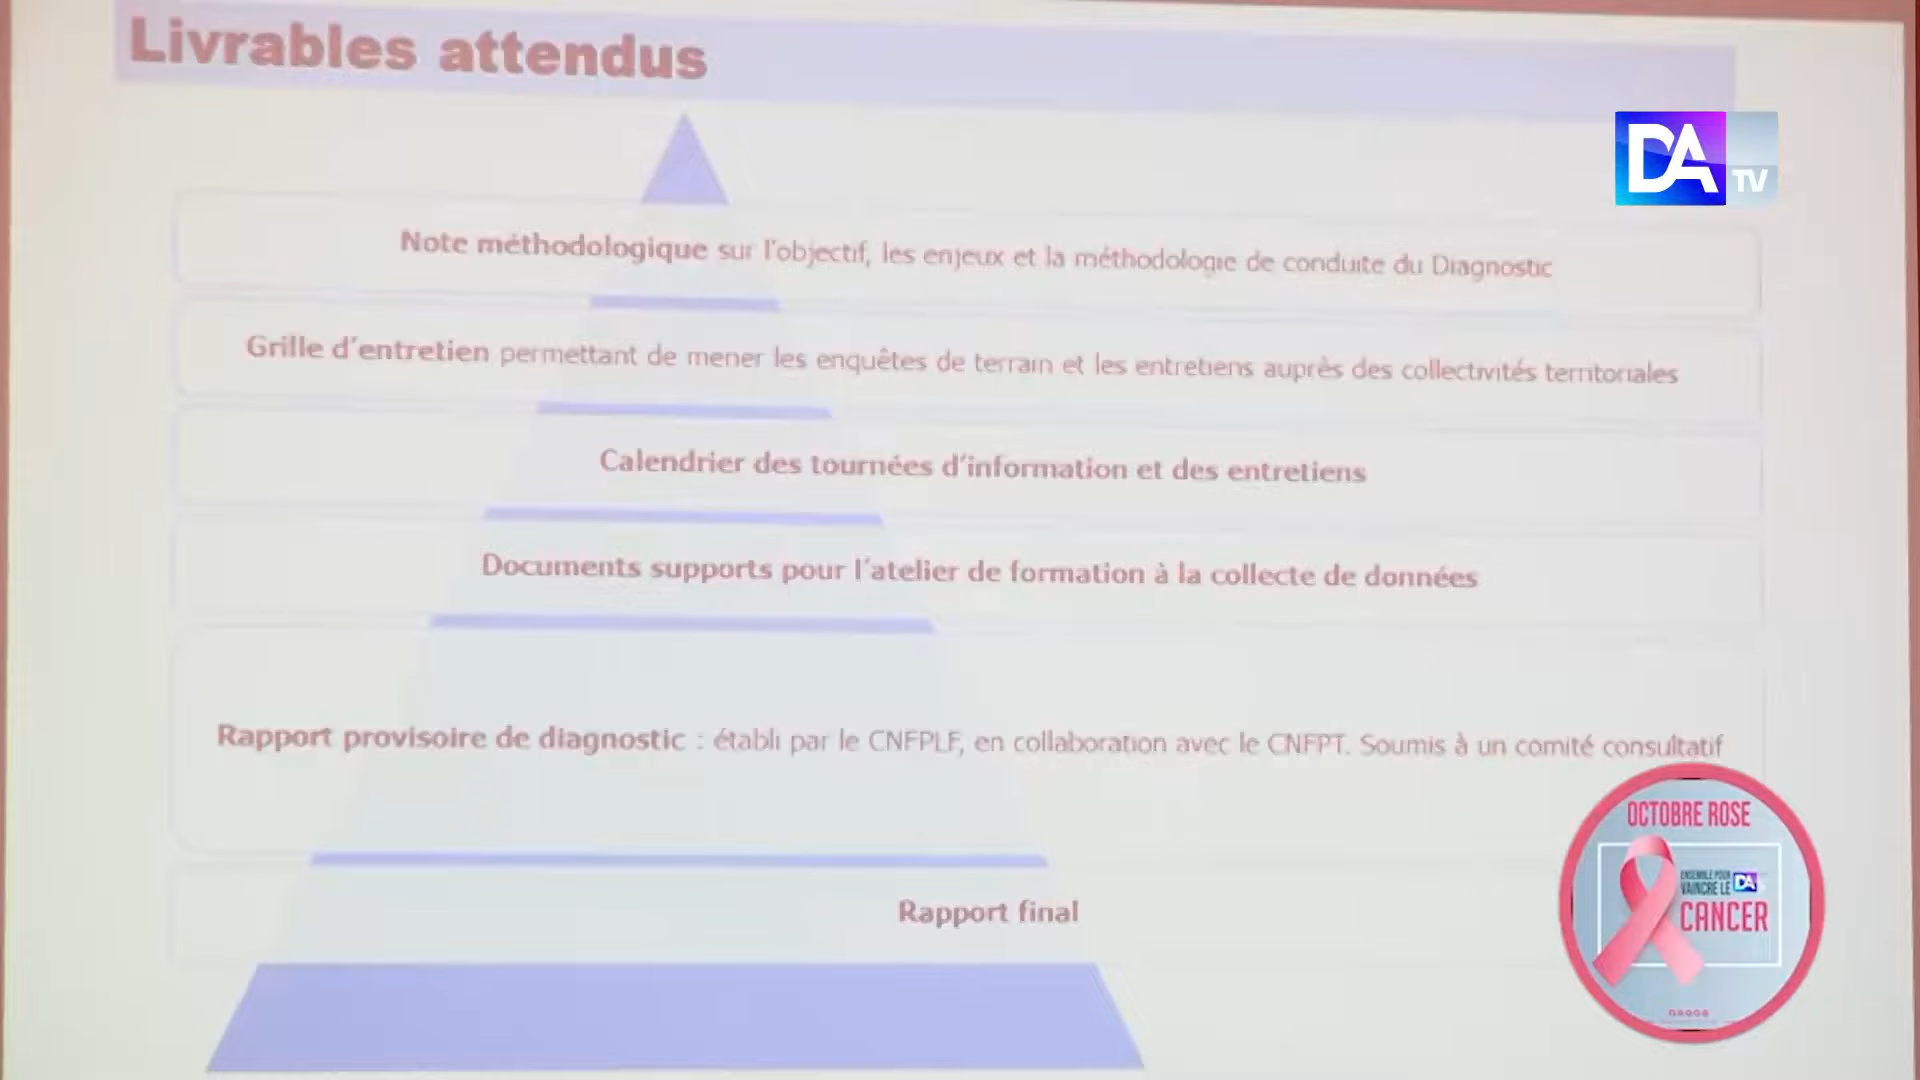 Livrables attendus
DA TV
Note méthodologique sur l'objectif, les enjeux et la méthodologie de conduite du Diagnostic
Grille d'entretien permettant de mener les enquêtes de terrain et les entretiens auprès des collectivités territoriales
Calendrier des tournées d'information et des entretiens
Documents supports pour l'atelier de formation à la collecte de données
Rapport provisoire de diagnostic : établi par le CNFPLF, en collaboration avec le CNFPT. Soumis à un comité consultatif
Rapport final
OCTOBRE ROSE
ENSEMBLE POUR
VAINCRE LE DA
CANCER